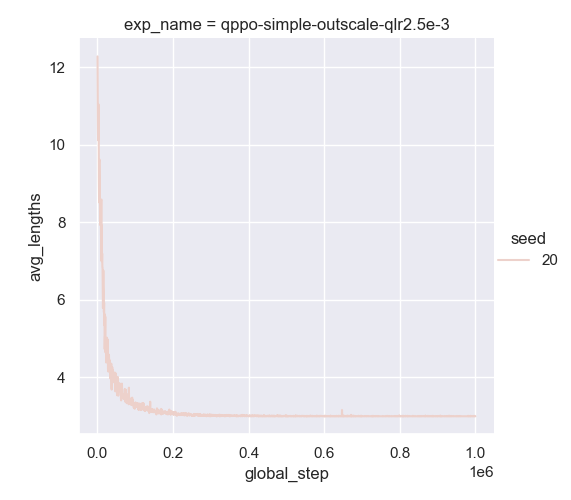 exp_name = qppo-simple-outscale-qlr2.5e-3
12
10
8
6
4
avg_lengths
seed
20
0.0 0.2 0.4 0.6 0.8 1.0
1e6
global_step